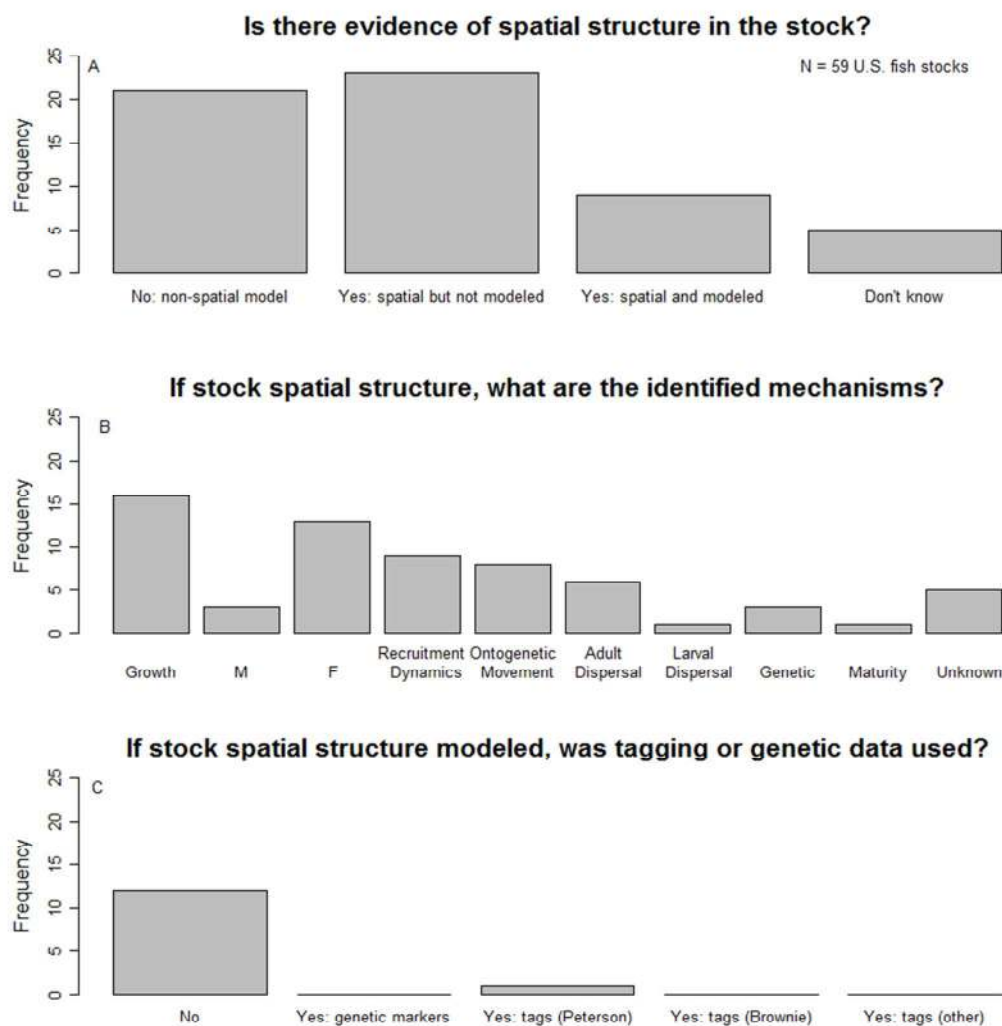 Is there evidence of spatial structure in the stock?
A
N = 59 U.S. fish stocks
25
20
15
10
5
0
Frequency
No: non-spatial model
Yes: spatial but not modeled
Yes: spatial and modeled
Don't know
If stock spatial structure, what are the identified mechanisms?
B
25
20
15
10
5
0
Frequency
Growth
M
F
Recruitment
Dynamics
Ontogenetic
Movement
Adult
Dispersal
Larval
Dispersal
Genetic
Maturity
Unknown
If stock spatial structure modeled, was tagging or genetic data used?
C
25
20
15
10
5
0
Frequency
No
Yes: genetic markers
Yes: tags (Peterson)
Yes: tags (Brownie)
Yes: tags (other)